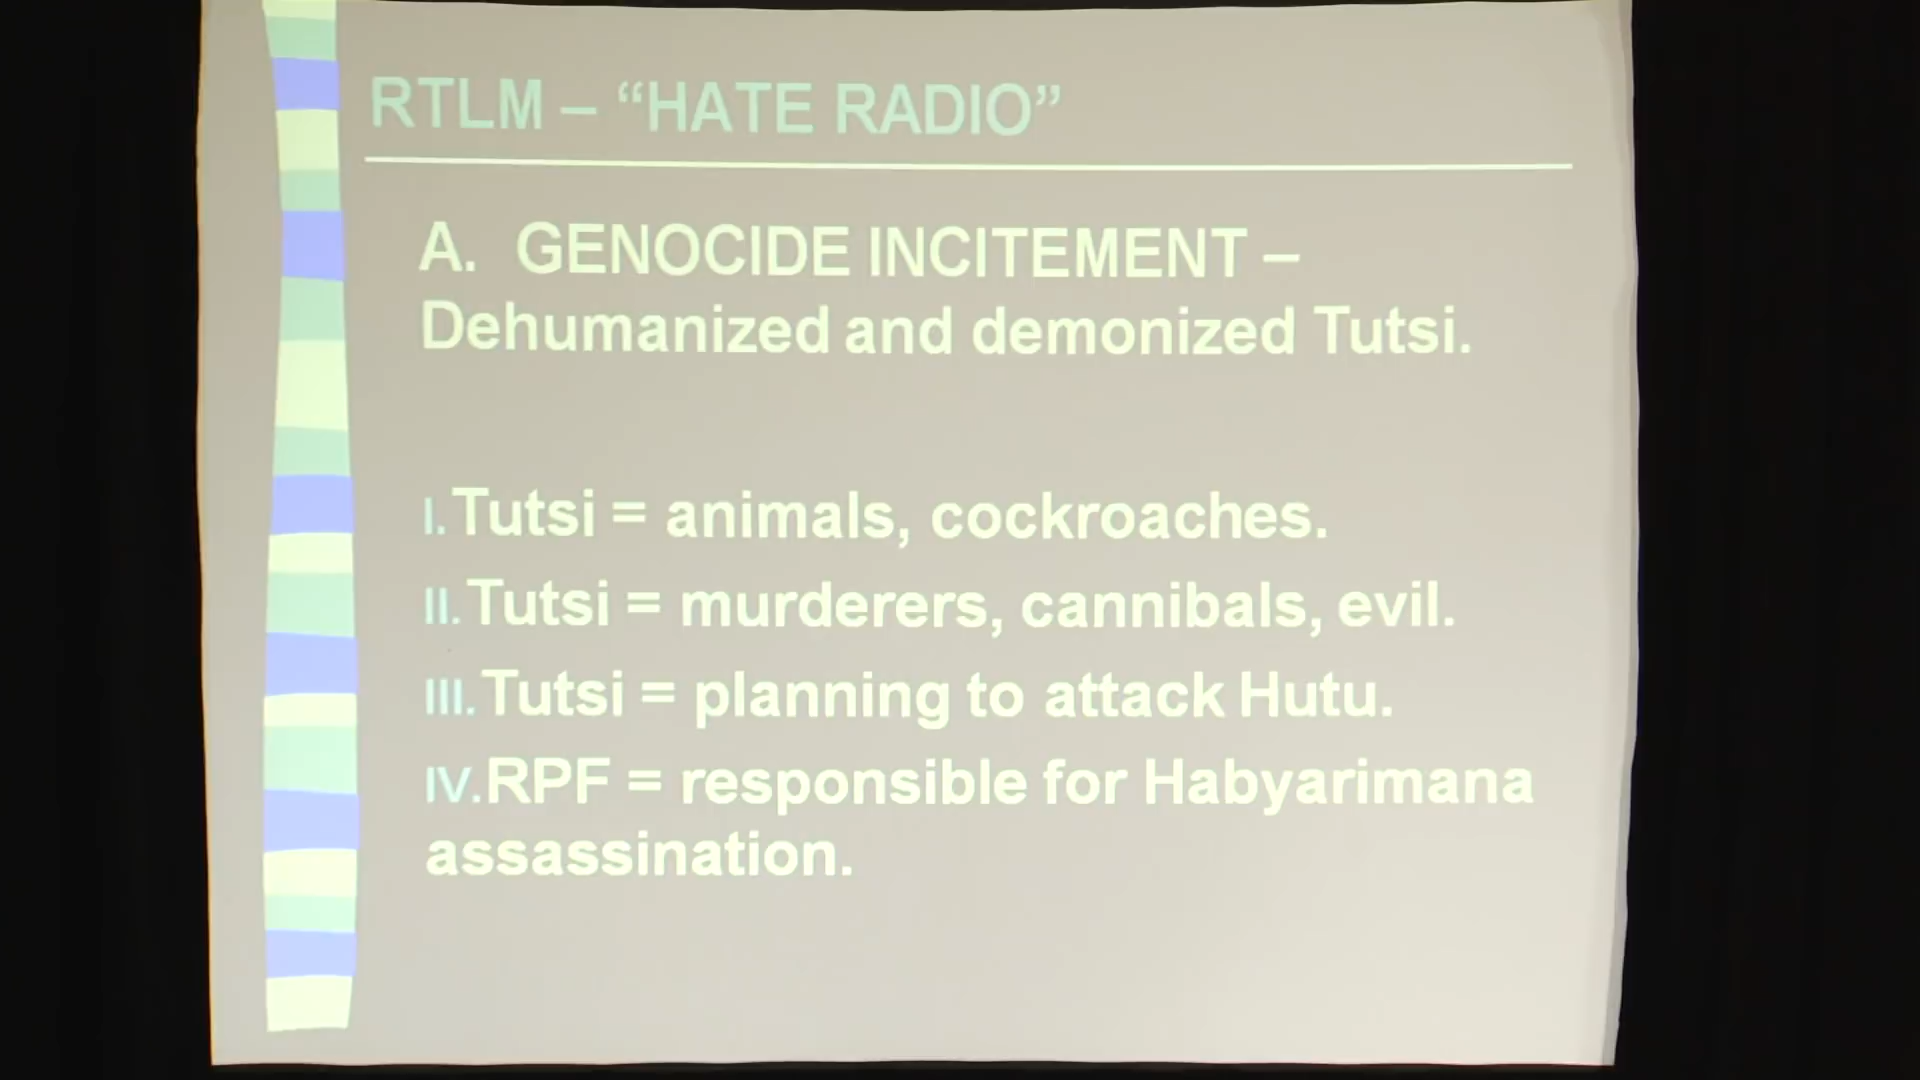 RTLM – “HATE RADIO”
A. GENOCIDE INCITEMENT –
Dehumanized and demonized Tutsi.
I.Tutsi = animals, cockroaches.
II.Tutsi = murderers, cannibals, evil.
III.Tutsi = planning to attack Hutu.
IV.RPF = responsible for Habyarimana
assassination.